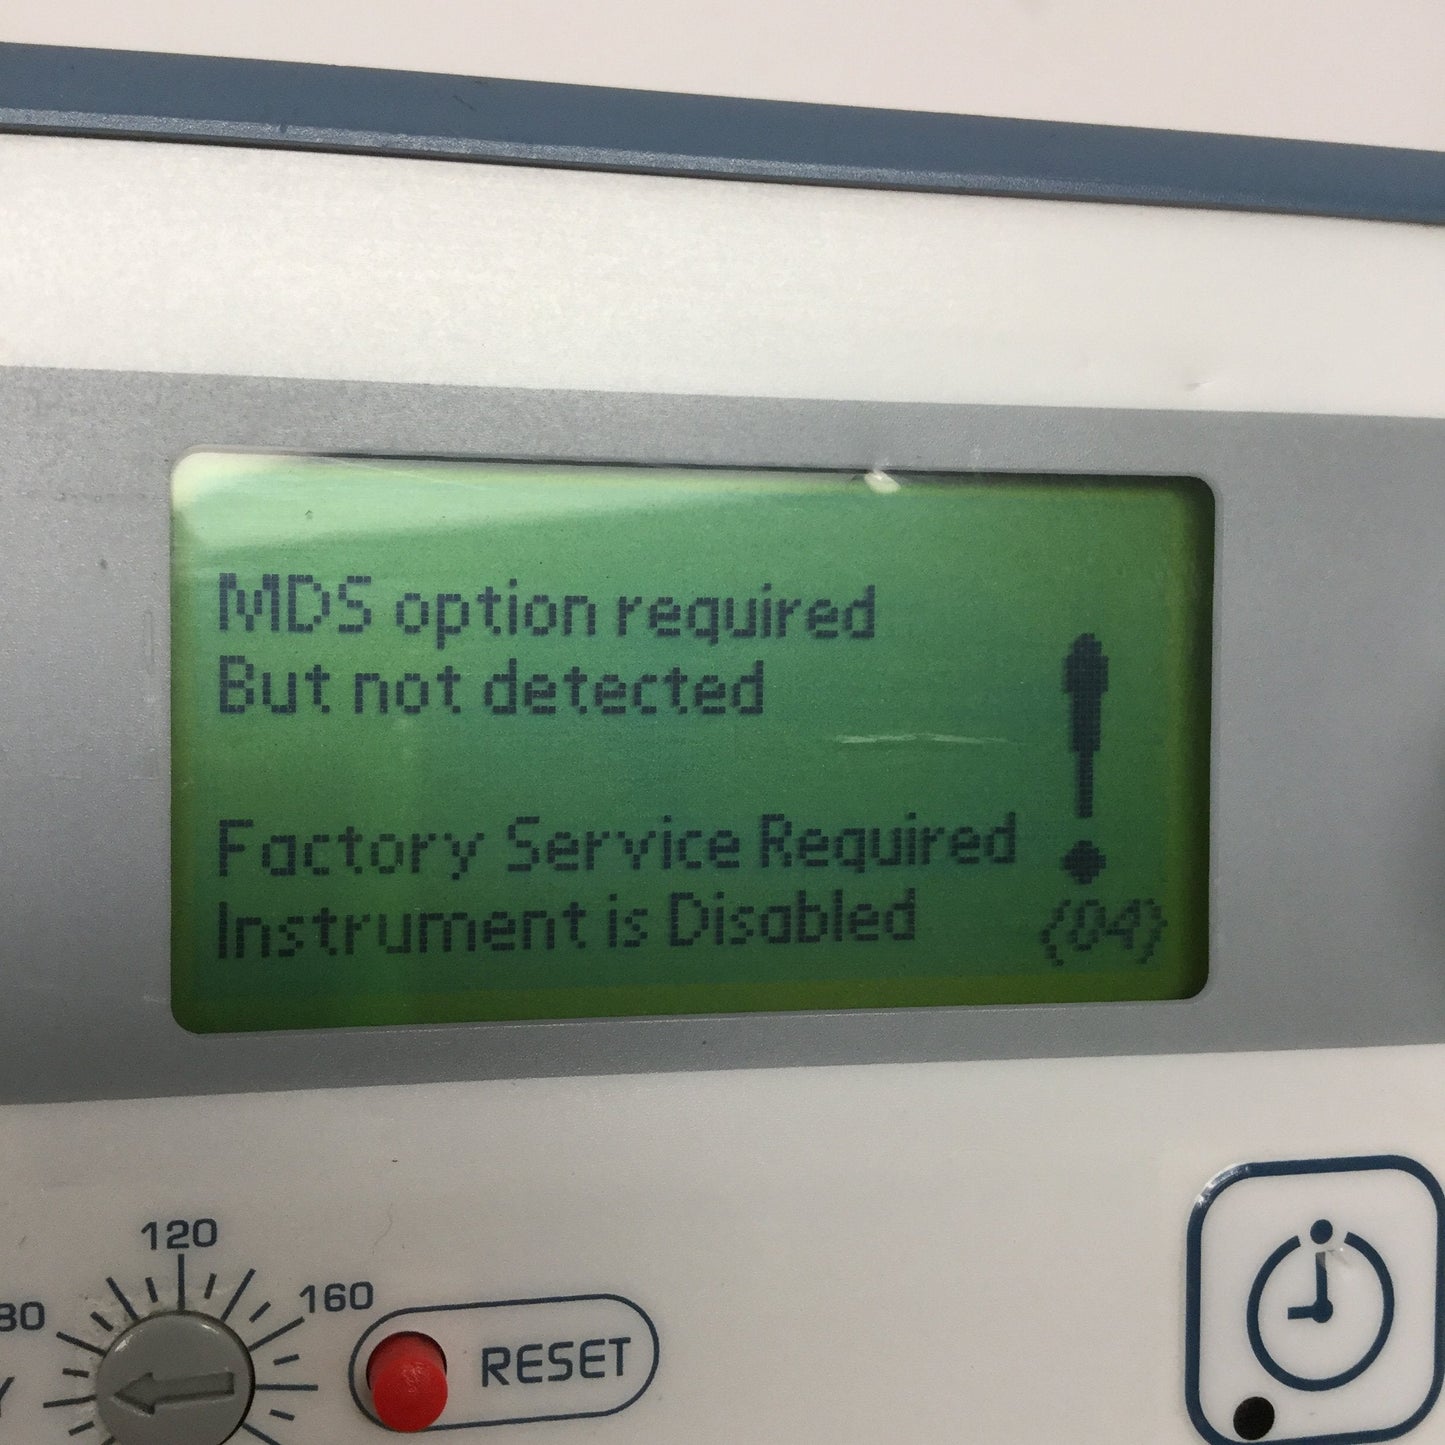 MDS option required
But not detected
Factory Service Required
Instrument is Disabled
(04)
120
160
RESET